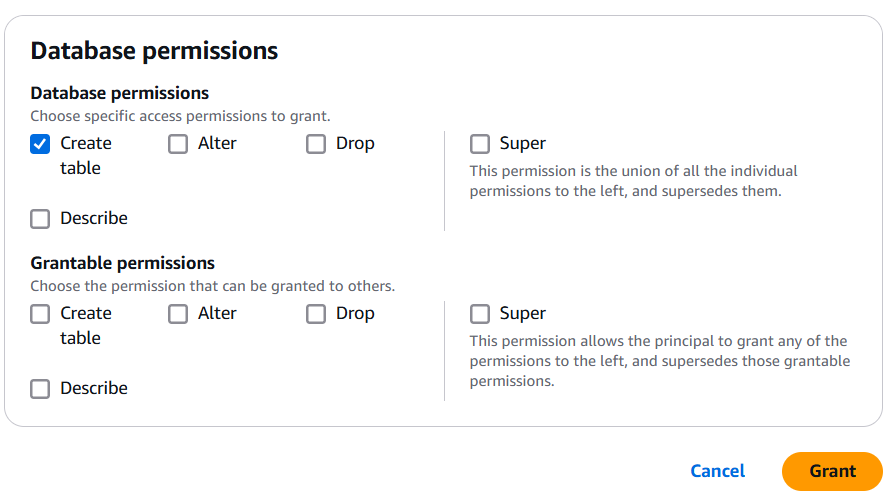 Database permissions
Database permissions
Choose specific access permissions to grant.
Create table
Alter
Drop
Describe
Super
This permission is the union of all the individual
permissions to the left, and supersedes them.
Grantable permissions
Choose the permission that can be granted to others.
Create table
Alter
Drop
Describe
Super
This permission allows the principal to grant any of the
permissions to the left, and supersedes those grantable
permissions.
Cancel
Grant